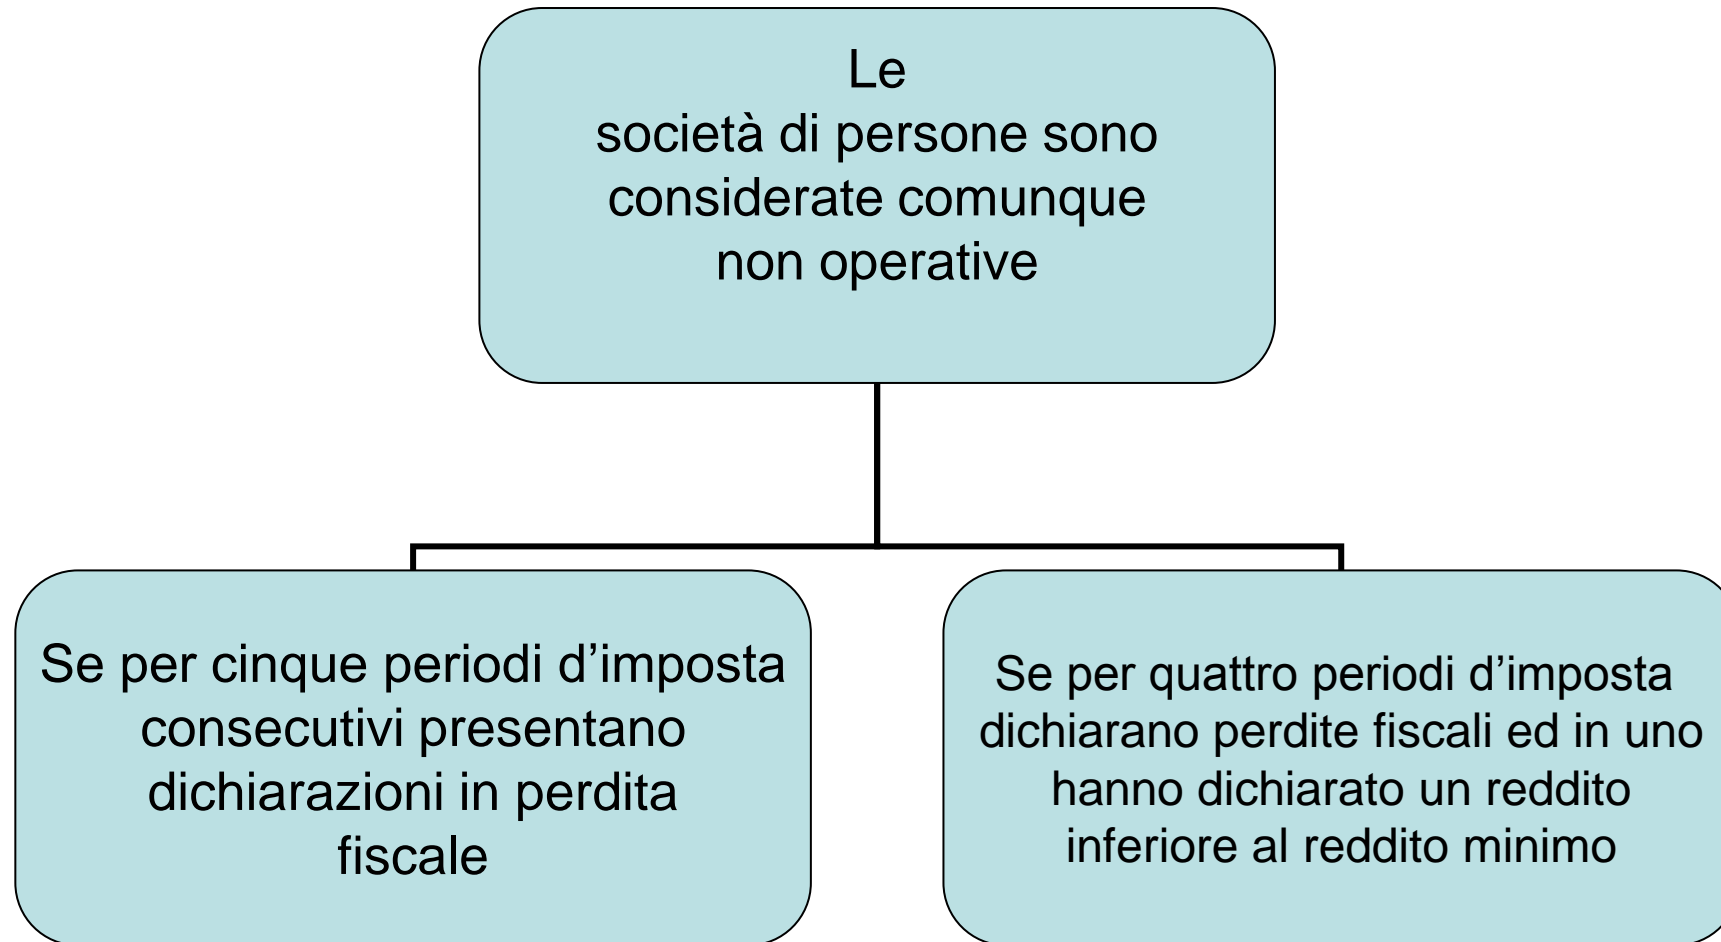 Le
società di persone sono
considerate comunque
non operative
Se per cinque periodi d’imposta
consecutivi presentano
dichiarazioni in perdita
fiscale
Se per quattro periodi d’imposta
dichiarano perdite fiscali ed in uno
hanno dichiarato un reddito
inferiore al reddito minimo